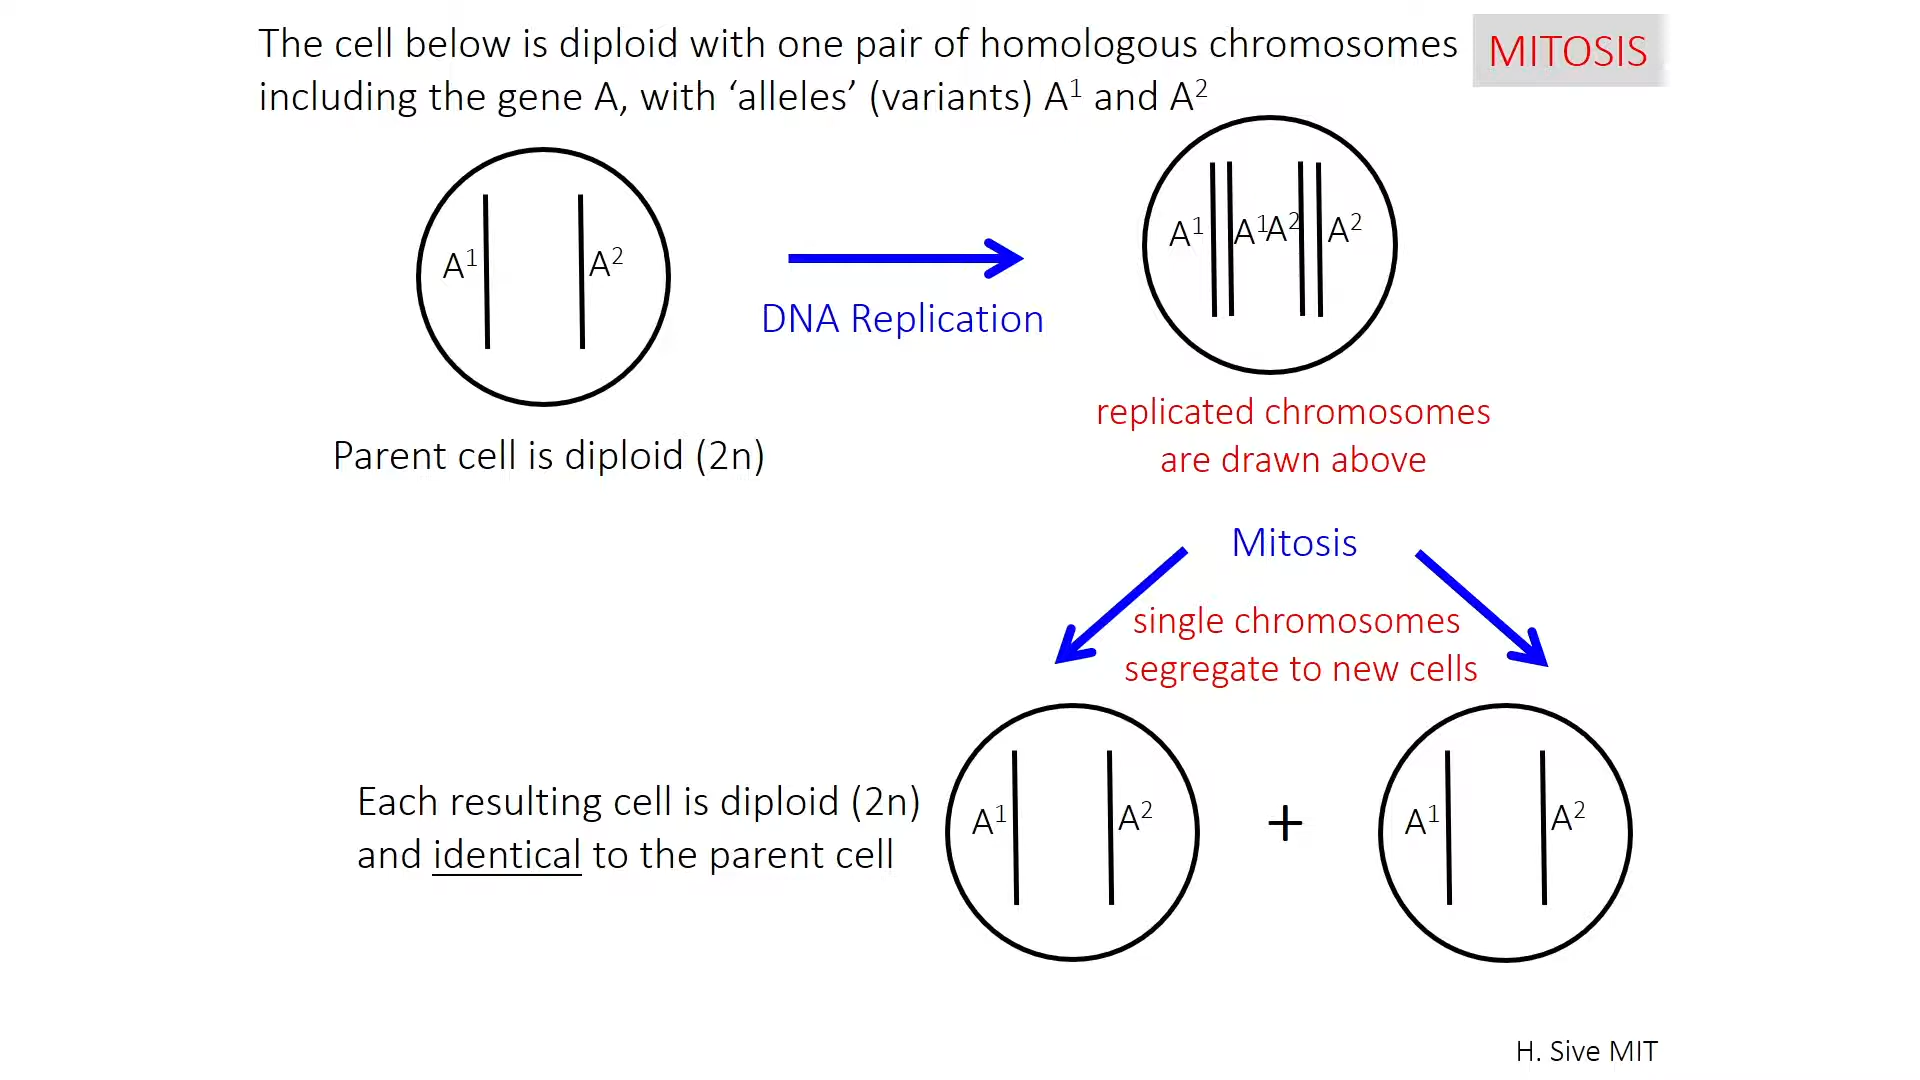 The cell below is diploid with one pair of homologous chromosomes
including the gene A, with ‘alleles’ (variants) A¹ and A²
MITOSIS
A¹
A²
DNA Replication
A¹
A¹
A²
A²
Parent cell is diploid (2n)
replicated chromosomes
are drawn above
Mitosis
single chromosomes
segregate to new cells
Each resulting cell is diploid (2n)
and identical to the parent cell
A¹
A²
+
A¹
A²
H. Sive MIT